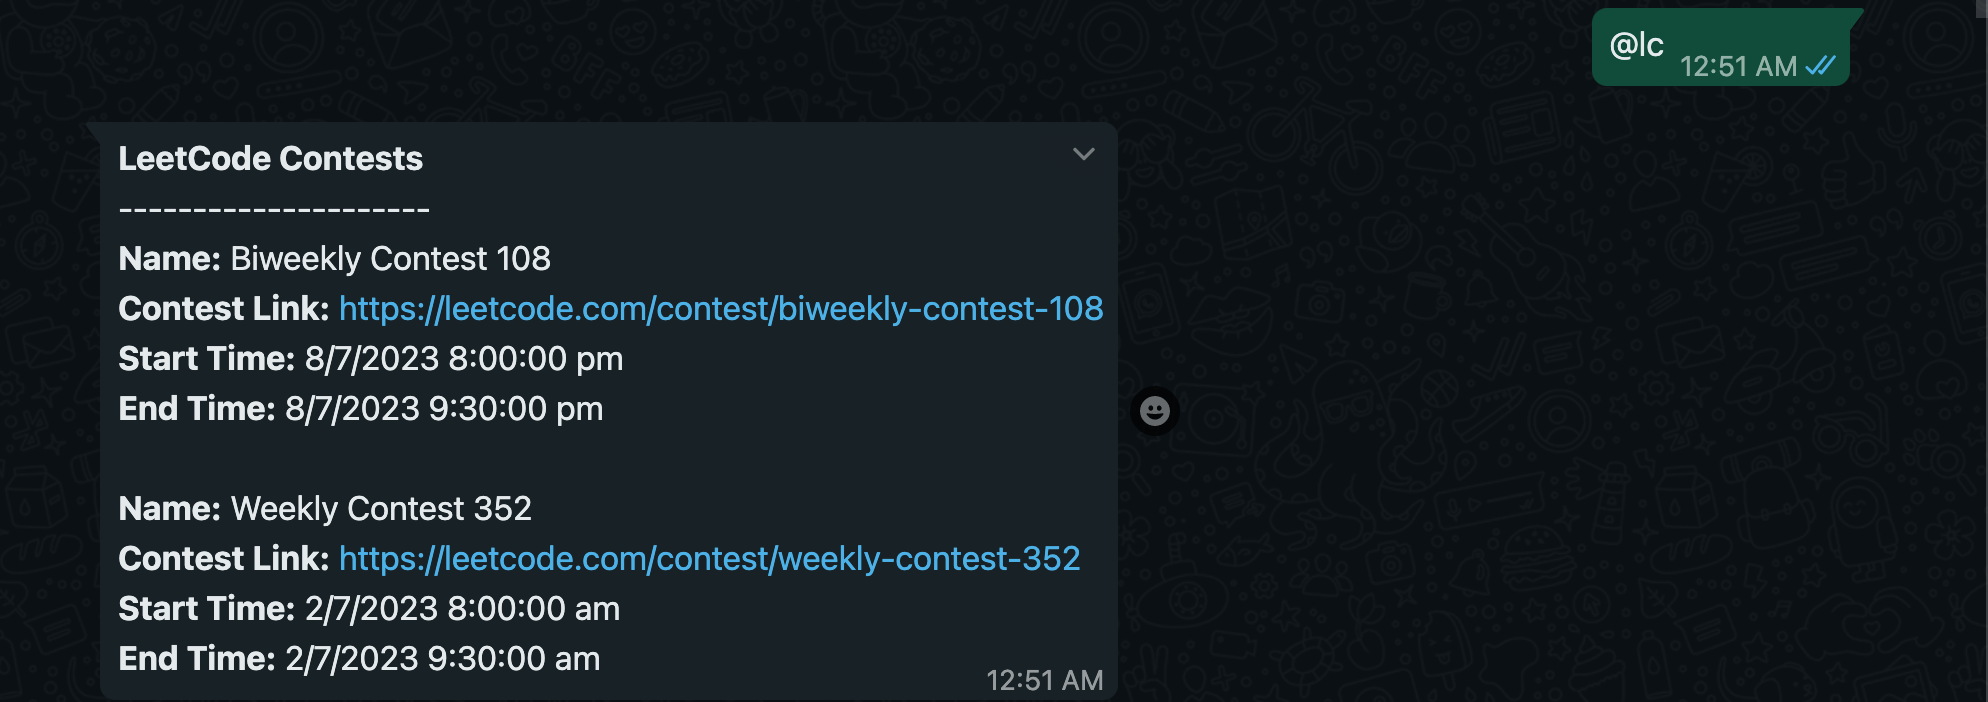 @lc
12:51 AM
LeetCode Contests
---------------------
Name: Biweekly Contest 108
Contest Link: https://leetcode.com/contest/biweekly-contest-108
Start Time: 8/7/2023 8:00:00 pm
End Time: 8/7/2023 9:30:00 pm
Name: Weekly Contest 352
Contest Link: https://leetcode.com/contest/weekly-contest-352
Start Time: 2/7/2023 8:00:00 am
End Time: 2/7/2023 9:30:00 am
12:51 AM